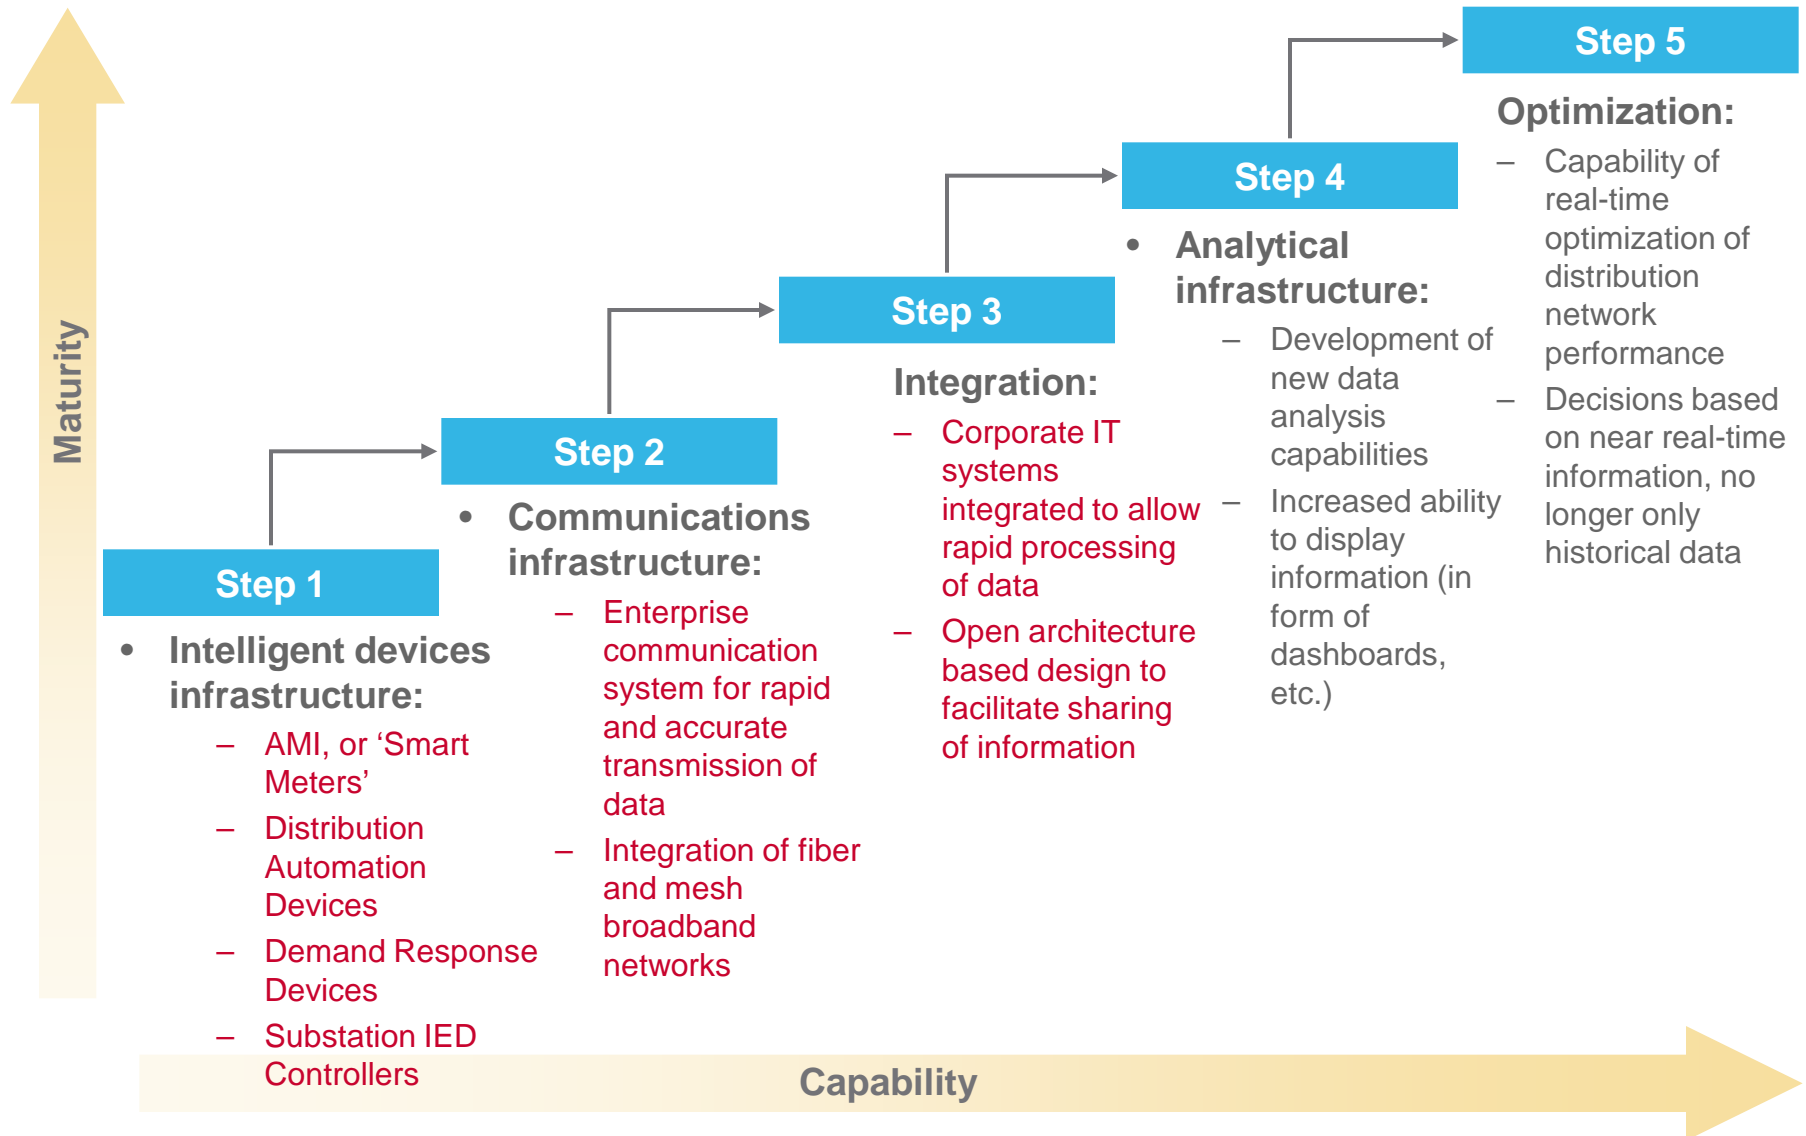 Maturity
Step 1
• Intelligent devices
infrastructure:
– AMI, or ‘Smart
Meters’
– Distribution
Automation
Devices
– Demand Response
Devices
– Substation IED
Controllers
Step 2
• Communications
infrastructure:
– Enterprise
communication
system for rapid
and accurate
transmission of
data
– Integration of fiber
and mesh
broadband
networks
Step 3
Integration:
– Corporate IT
systems
integrated to allow
rapid processing
of data
– Open architecture
based design to
facilitate sharing
of information
Step 4
• Analytical
infrastructure:
– Development of
new data
analysis
capabilities
– Increased ability
to display
information (in
form of
dashboards,
etc.)
Step 5
Optimization:
– Capability of
real-time
optimization of
distribution
network
performance
– Decisions based
on near real-time
information, no
longer only
historical data
Capability